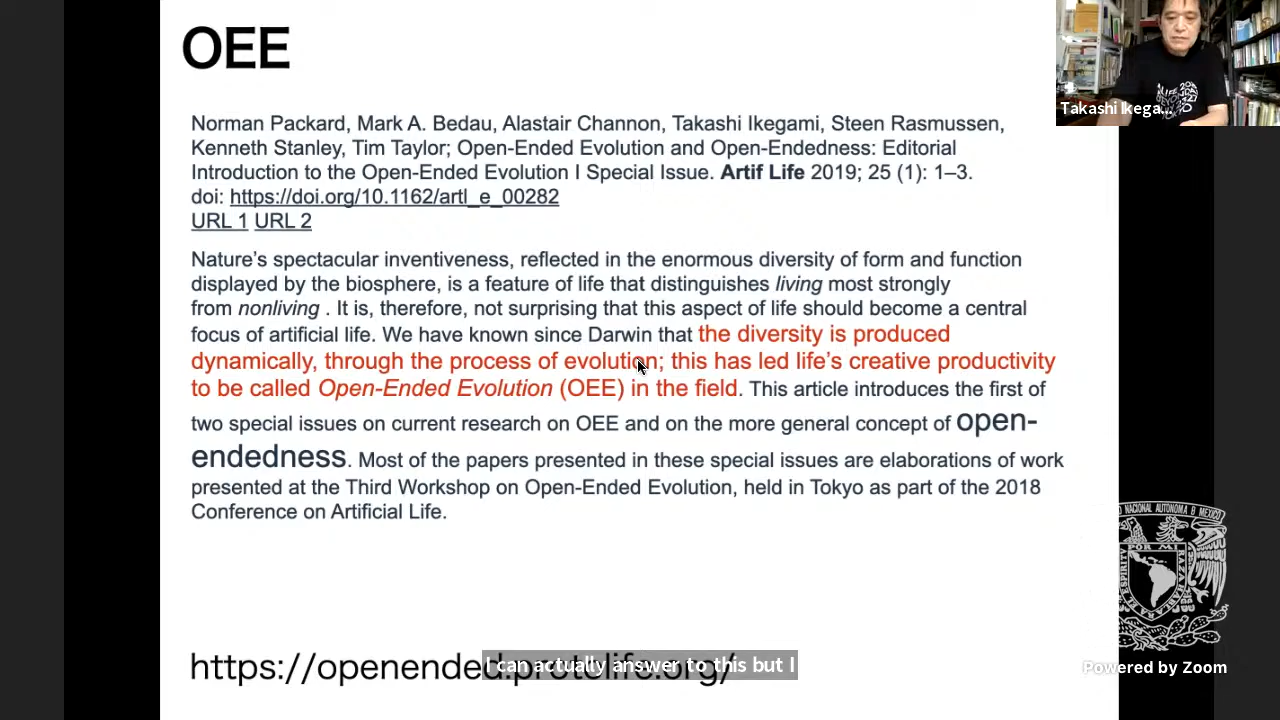 OEE
Takashi Ikega...
Norman Packard, Mark A. Bedau, Alastair Channon, Takashi Ikegami, Steen Rasmussen,
Kenneth Stanley, Tim Taylor; Open-Ended Evolution and Open-Endedness: Editorial
Introduction to the Open-Ended Evolution I Special Issue. Artif Life 2019; 25 (1): 1–3.
doi: https://doi.org/10.1162/artl_e_00282
URL 1 URL 2
Nature's spectacular inventiveness, reflected in the enormous diversity of form and function
displayed by the biosphere, is a feature of life that distinguishes living most strongly
from nonliving . It is, therefore, not surprising that this aspect of life should become a central
focus of artificial life. We have known since Darwin that the diversity is produced
dynamically, through the process of evolution; this has led life's creative productivity
to be called Open-Ended Evolution (OEE) in the field. This article introduces the first of
two special issues on current research on OEE and on the more general concept of open-
endedness. Most of the papers presented in these special issues are elaborations of work
presented at the Third Workshop on Open-Ended Evolution, held in Tokyo as part of the 2018
Conference on Artificial Life.
https://openended.protolife.org/
I can actually answer to this but I
Powered by Zoom